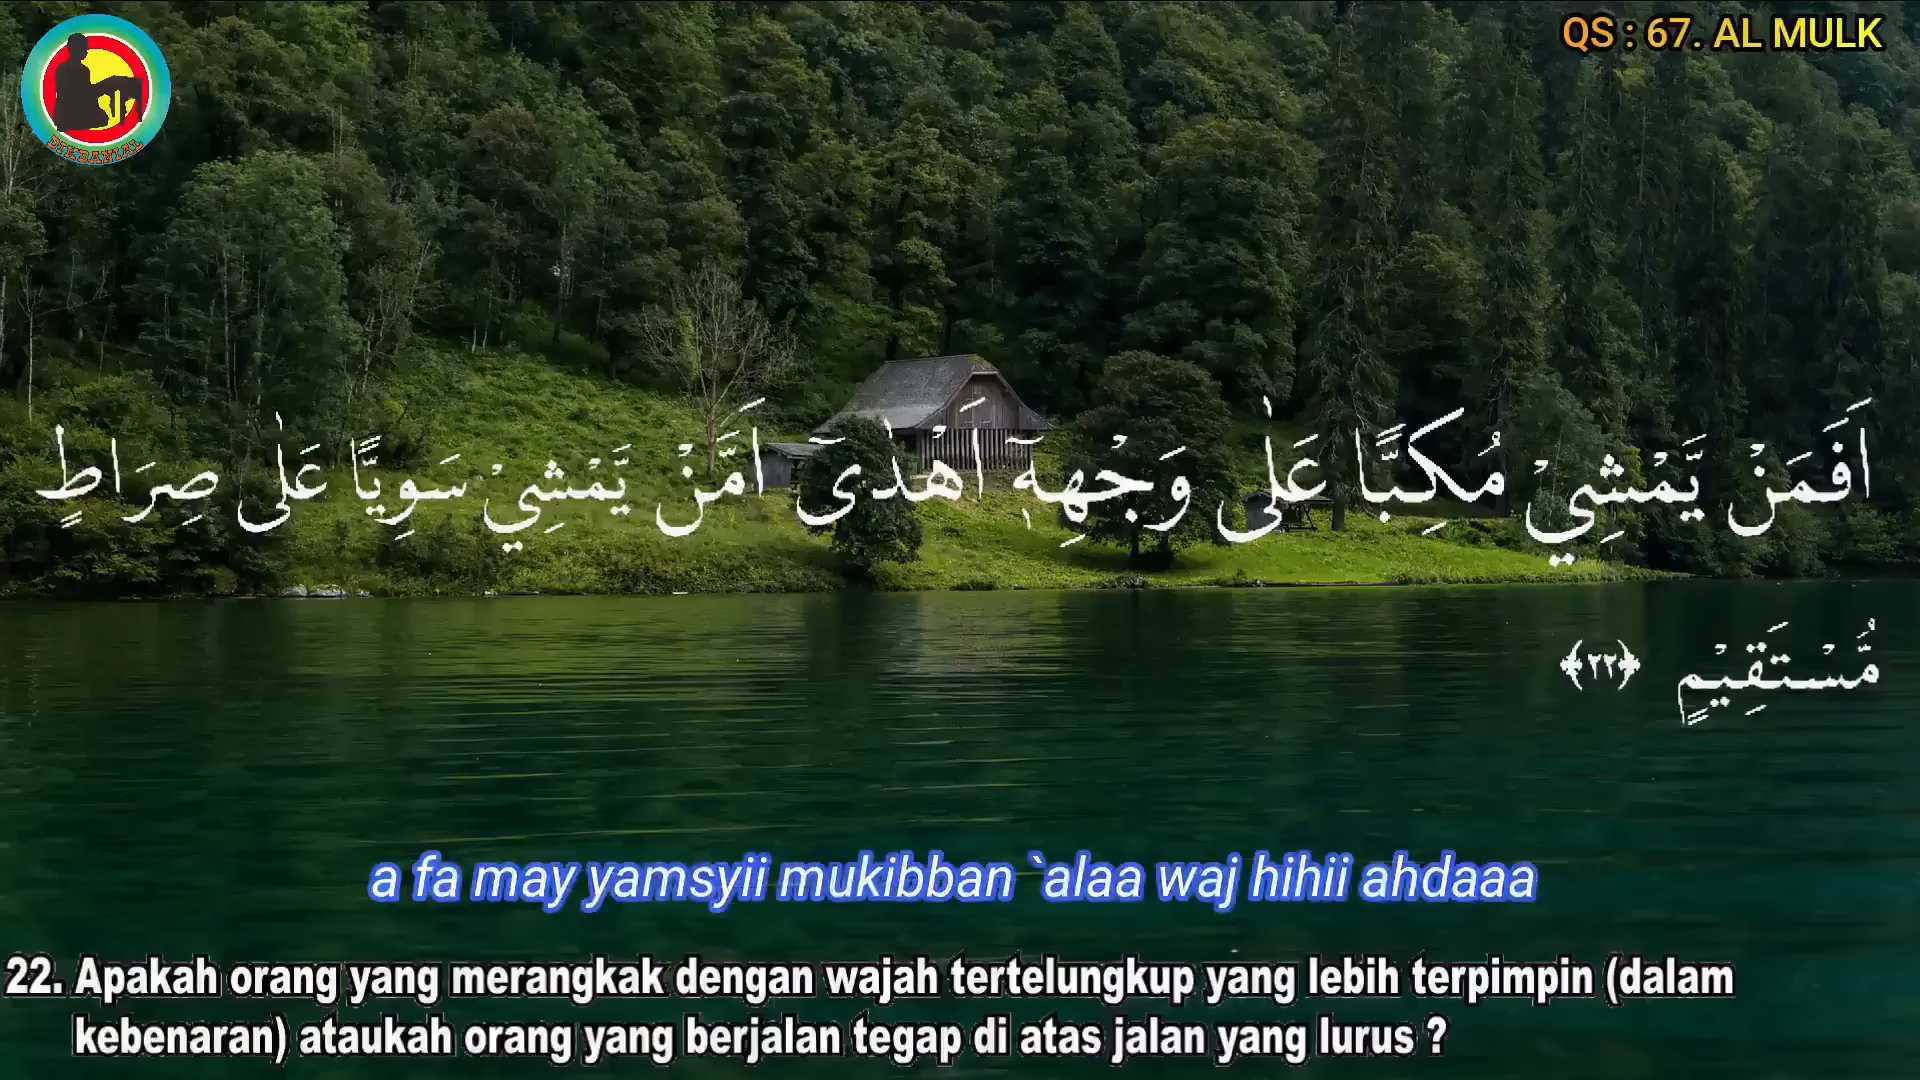 DIKDANIAL
QS : 67. AL MULK
اَفَمَنْ يَّمْشِيْ مُكِبًّا عَلٰى وَجْهِهٖٓ اَهْدٰىٓ اَمَّنْ يَّمْشِيْ سَوِيًّا عَلٰى صِرَاطٍ
مُّسْتَقِيْمٍ ﴿٢٢﴾
a fa may yamsyii mukibban `alaa waj hihii ahdaaa
22. Apakah orang yang merangkak dengan wajah tertelungkup yang lebih terpimpin (dalam
kebenaran) ataukah orang yang berjalan tegap di atas jalan yang lurus ?